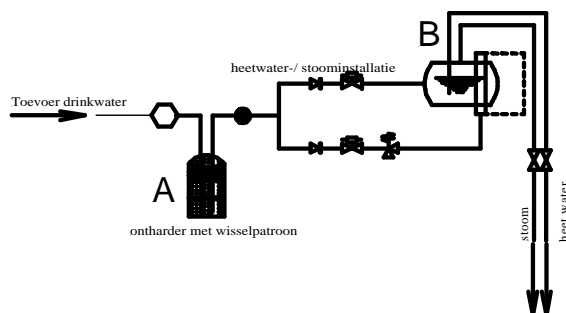 B
heetwater-/ stoominstallatie
Toevoer drinkwater
A
ontharder met wisselpatroon
stoom
heet water